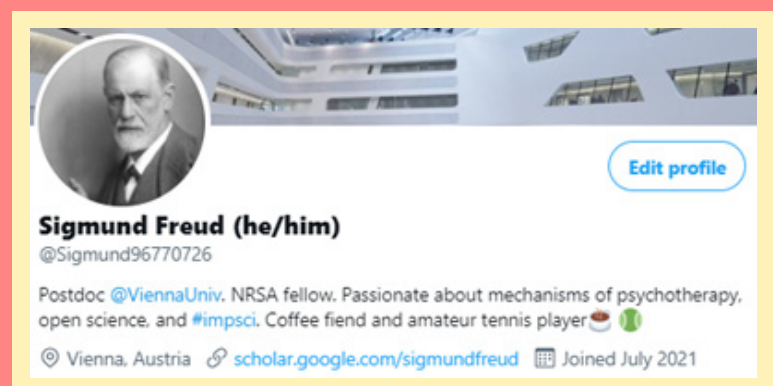 Edit profile
Sigmund Freud (he/him)
@Sigmund96770726
Postdoc @ViennaUniv. NRSA fellow. Passionate about mechanisms of psychotherapy,
open science, and #impsci. Coffee fiend and amateur tennis player☕ 🎾
Vienna, Austria scholar.google.com/sigmundfreud Joined July 2021